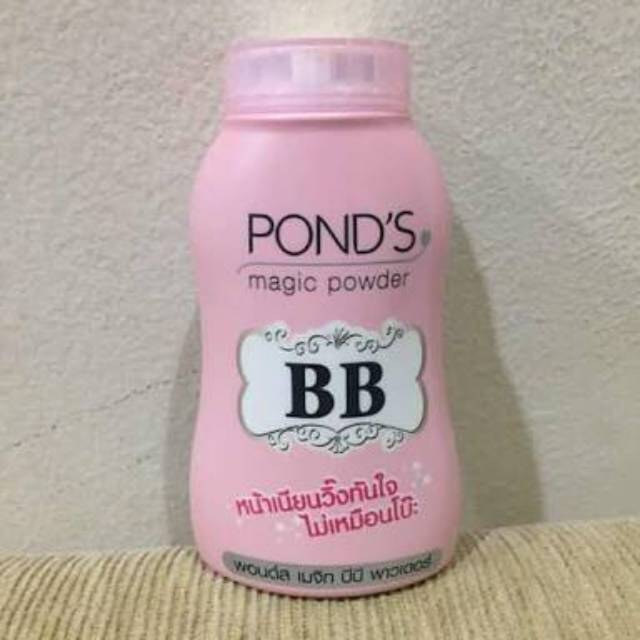 POND'S
magic powder
BB
หน้าเนียนวิ้งทันใจ
ไม่เหมือนโบ๊ะ
พอนด์ส เมจิก บีบี พาวเดอร์